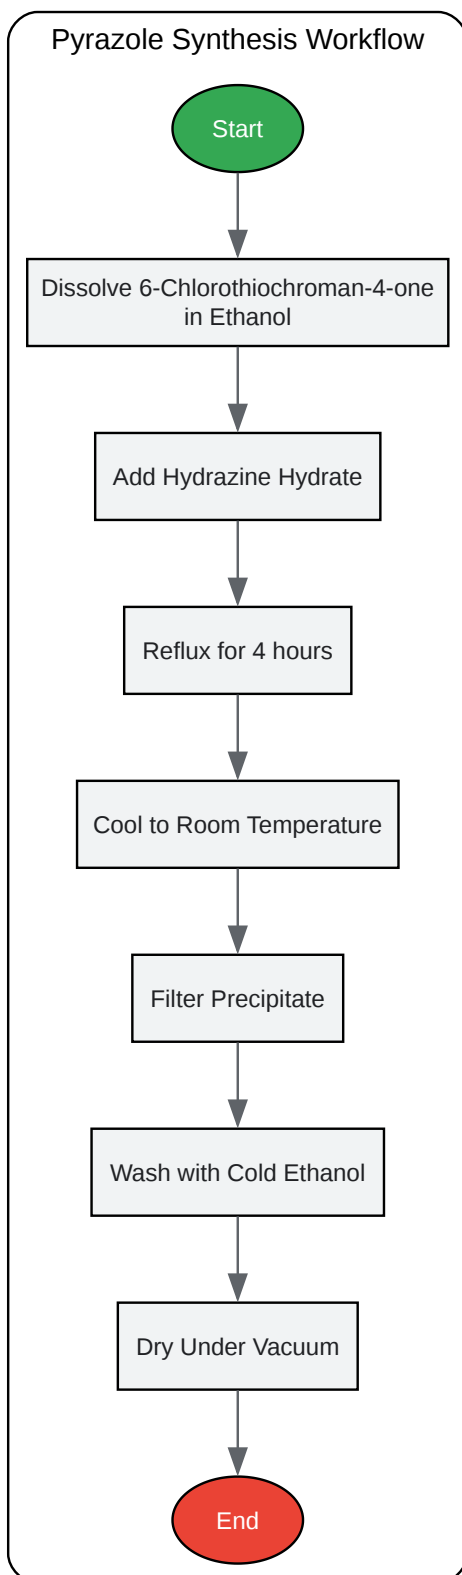 Pyrazole Synthesis Workflow
Start
Dissolve 6-Chlorothiochroman-4-one
in Ethanol
Add Hydrazine Hydrate
Reflux for 4 hours
Cool to Room Temperature
Filter Precipitate
Wash with Cold Ethanol
Dry Under Vacuum
End